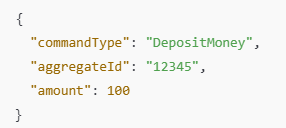 {
  "commandType": "DepositMoney",
  "aggregateId": "12345",
  "amount": 100
}